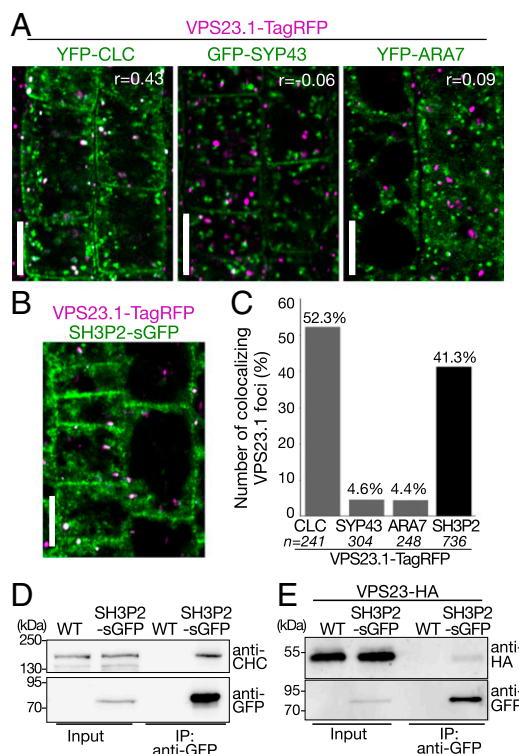 A
VPS23.1-TagRFP
YFP-CLC GFP-SYP43 YFP-ARA7
r=0.43 r=-0.06 r=0.09
B
VPS23.1-TagRFP
SH3P2-sGFP
C
Number of colocalizing
VPS23.1 foci (%)
60
50
40
30
20
10
0
52.3%
4.6%
4.4%
41.3%
CLC SYP43 ARA7 SH3P2
n=241 304 248 736
VPS23.1-TagRFP
D
(kDa) WT SH3P2-sGFP WT SH3P2-sGFP
250
130
anti-CHC
95
70
anti-GFP
Input IP: anti-GFP
E
VPS23-HA
(kDa) WT SH3P2-sGFP WT SH3P2-sGFP
55
anti-HA
95
70
anti-GFP
Input IP: anti-GFP